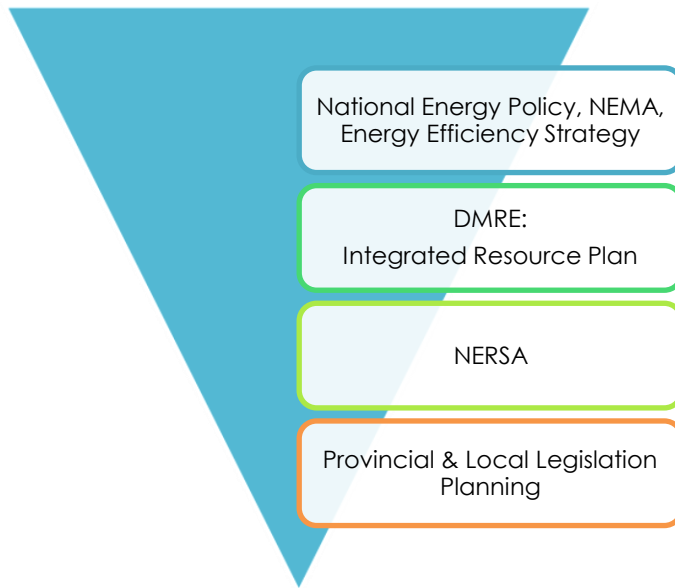 National Energy Policy, NEMA,
Energy Efficiency Strategy
DMRE:
Integrated Resource Plan
NERSA
Provincial & Local Legislation
Planning